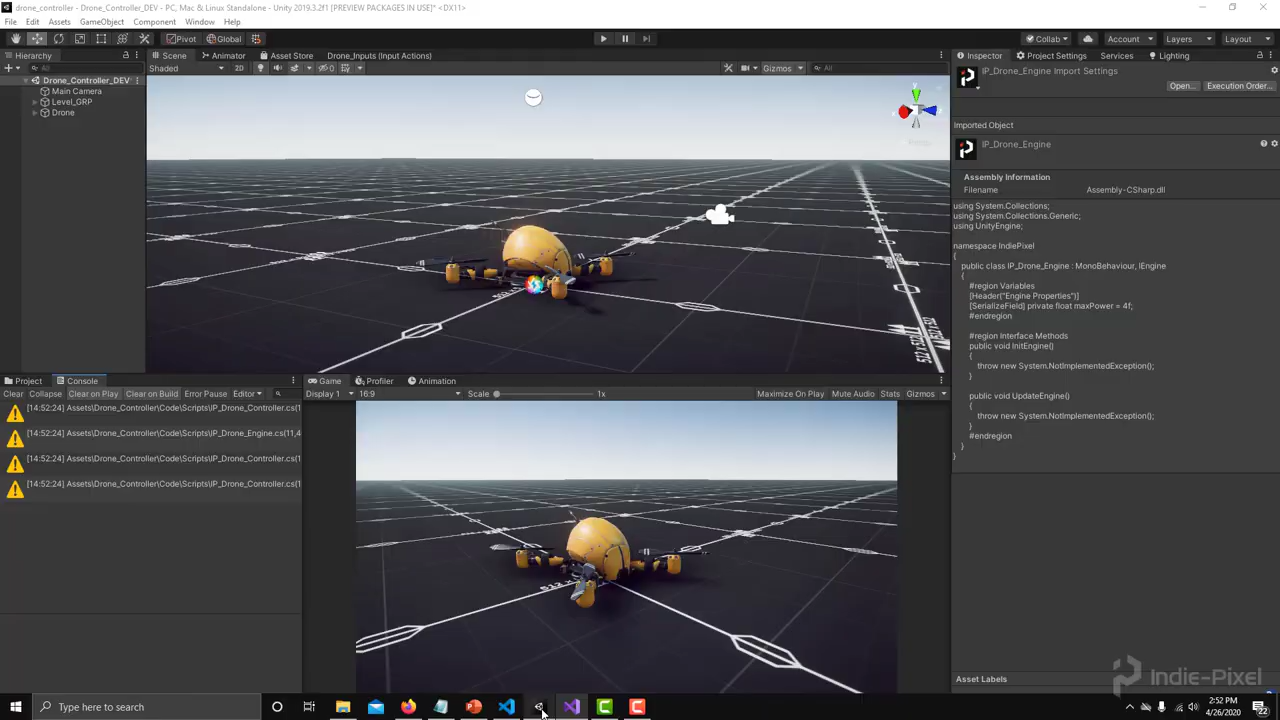 drone_controller - Drone_Controller_DEV - PC, Mac & Linux Standalone - Unity 2019.3.2f1 [PREVIEW PACKAGES IN USE]* <DX11>
File Edit Assets GameObject Component Window Help
Pivot Global Collab Account Layers Layout
Hierarchy
All
Drone_Controller_DEV
Main Camera
Level_GRP
Drone
Scene Animator Asset Store Drone_Inputs (Input Actions)
Shaded 2D 0 Gizmos All
y
x
512 x 512
512 x 512
Project Console
Clear Collapse Clear on Play Clear on Build Error Pause Editor
[14:52:24] Assets\Drone_Controller\Code\Scripts\IP_Drone_Controller.cs(1
[14:52:24] Assets\Drone_Controller\Code\Scripts\IP_Drone_Engine.cs(11,4
[14:52:24] Assets\Drone_Controller\Code\Scripts\IP_Drone_Controller.cs(1
[14:52:24] Assets\Drone_Controller\Code\Scripts\IP_Drone_Controller.cs(1
Game Profiler Animation
Display 1 16:9 Scale 1x Maximize On Play Mute Audio Stats Gizmos
Inspector Project Settings Services Lighting
IP_Drone_Engine Import Settings
Open... Execution Order...
Imported Object
IP_Drone_Engine
Assembly Information
Filename Assembly-CSharp.dll
using System.Collections;
using System.Collections.Generic;
using UnityEngine;
namespace IndiePixel
{
public class IP_Drone_Engine : MonoBehaviour, IEngine
{
#region Variables
[Header("Engine Properties")]
[SerializeField] private float maxPower = 4f;
#endregion
#region Interface Methods
public void InitEngine()
{
throw new System.NotImplementedException();
}
public void UpdateEngine()
{
throw new System.NotImplementedException();
}
#endregion
}
}
Asset Labels
Indie-Pixel
Type here to search
2:52 PM
4/26/2020
22